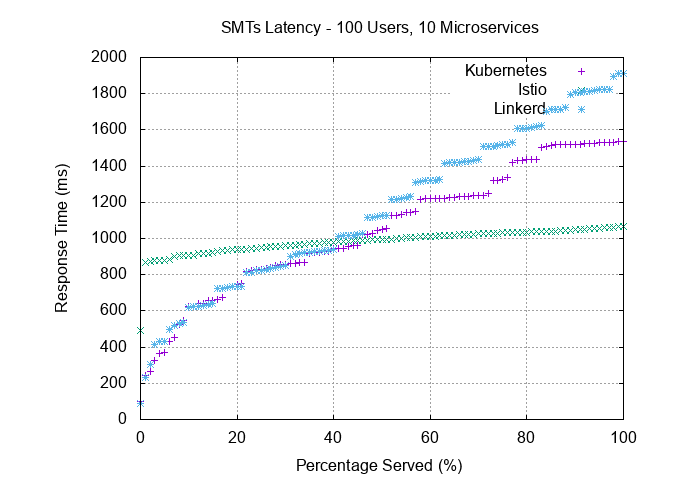 SMTs Latency - 100 Users, 10 Microservices
2000
1800
1600
1400
1200
1000
800
600
400
200
0
Response Time (ms)
Kubernetes
Istio
Linkerd
0 20 40 60 80 100
Percentage Served (%)